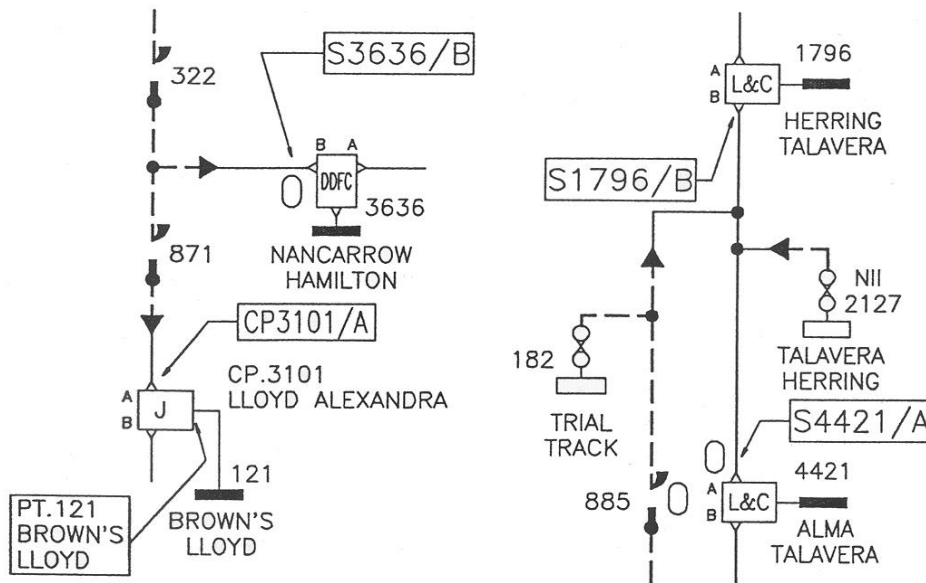 322
S3636/B
B A
DDFC
3636
NANCARROW
HAMILTON
871
CP3101/A
CP.3101
LLOYD ALEXANDRA
A
B
J
121
BROWN'S
LLOYD
PT.121
BROWN'S
LLOYD
1796
A
B
L&C
HERRING
TALAVERA
S1796/B
NII
2127
TALAVERA
HERRING
182
TRIAL
TRACK
S4421/A
885
A
B
L&C
4421
ALMA
TALAVERA